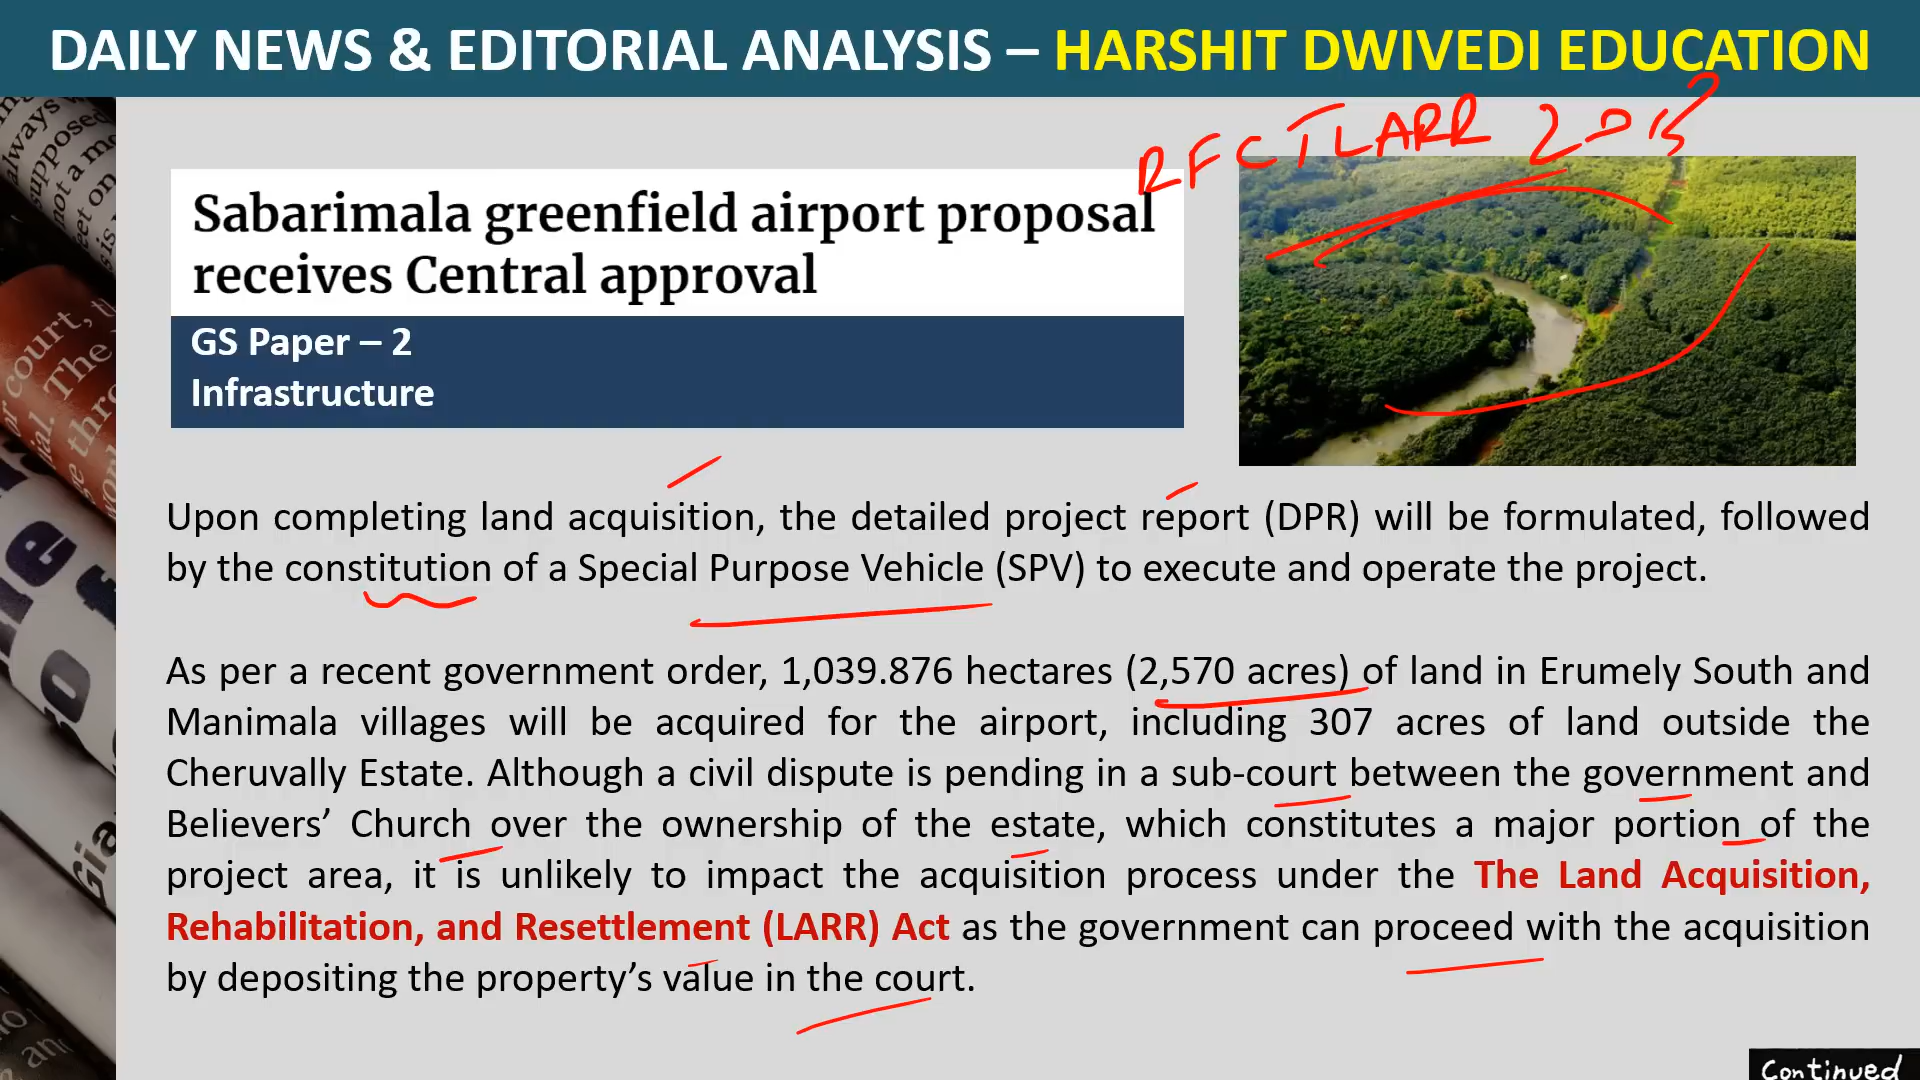 DAILY NEWS & EDITORIAL ANALYSIS – HARSHIT DWIVEDI EDUCATION
RFCTLARR 2013
Sabarimala greenfield airport proposal
receives Central approval
GS Paper – 2
Infrastructure
Upon completing land acquisition, the detailed project report (DPR) will be formulated, followed
by the constitution of a Special Purpose Vehicle (SPV) to execute and operate the project.
As per a recent government order, 1,039.876 hectares (2,570 acres) of land in Erumely South and
Manimala villages will be acquired for the airport, including 307 acres of land outside the
Cheruvally Estate. Although a civil dispute is pending in a sub-court between the government and
Believers’ Church over the ownership of the estate, which constitutes a major portion of the
project area, it is unlikely to impact the acquisition process under the The Land Acquisition,
Rehabilitation, and Resettlement (LARR) Act as the government can proceed with the acquisition
by depositing the property’s value in the court.
Continued